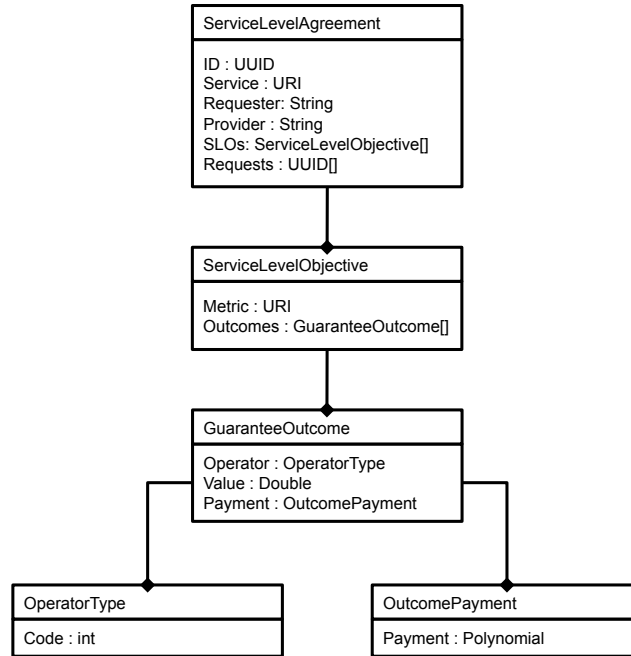 ServiceLevelAgreement
ID : UUID
Service : URI
Requester: String
Provider : String
SLOs: ServiceLevelObjective[]
Requests : UUID[]
ServiceLevelObjective
Metric : URI
Outcomes : GuaranteeOutcome[]
GuaranteeOutcome
Operator : OperatorType
Value : Double
Payment : OutcomePayment
OperatorType
Code : int
OutcomePayment
Payment : Polynomial